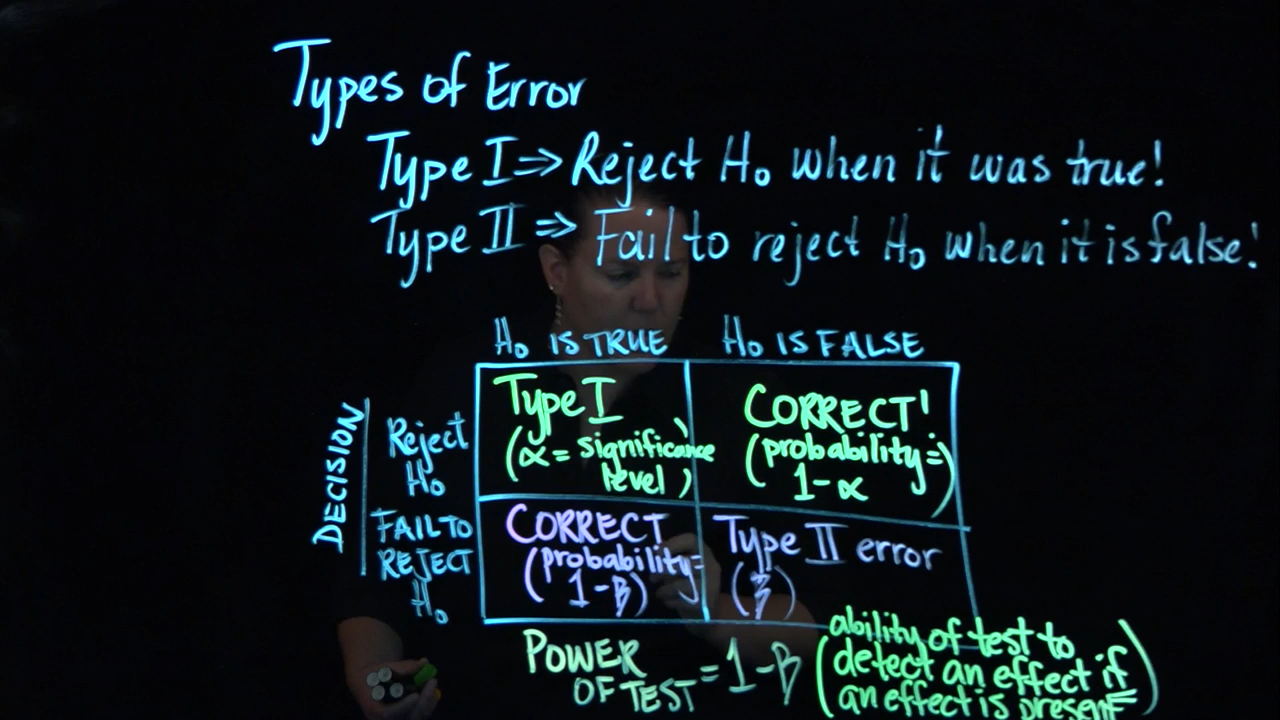 Types of Error
Type I ⇒ Reject H₀ when it was true!
Type II ⇒ Fail to reject H₀ when it is false!
H₀ IS TRUE
H₀ IS FALSE
DECISION
Reject
H₀
Type I
(α = significance
level)
CORRECT!
(probability =
1-α)
FAIL TO
REJECT
H₀
CORRECT
(probability =
1-β)
Type II error
(β)
POWER
OF TEST = 1-β
(ability of test to
detect an effect if
an effect is present)